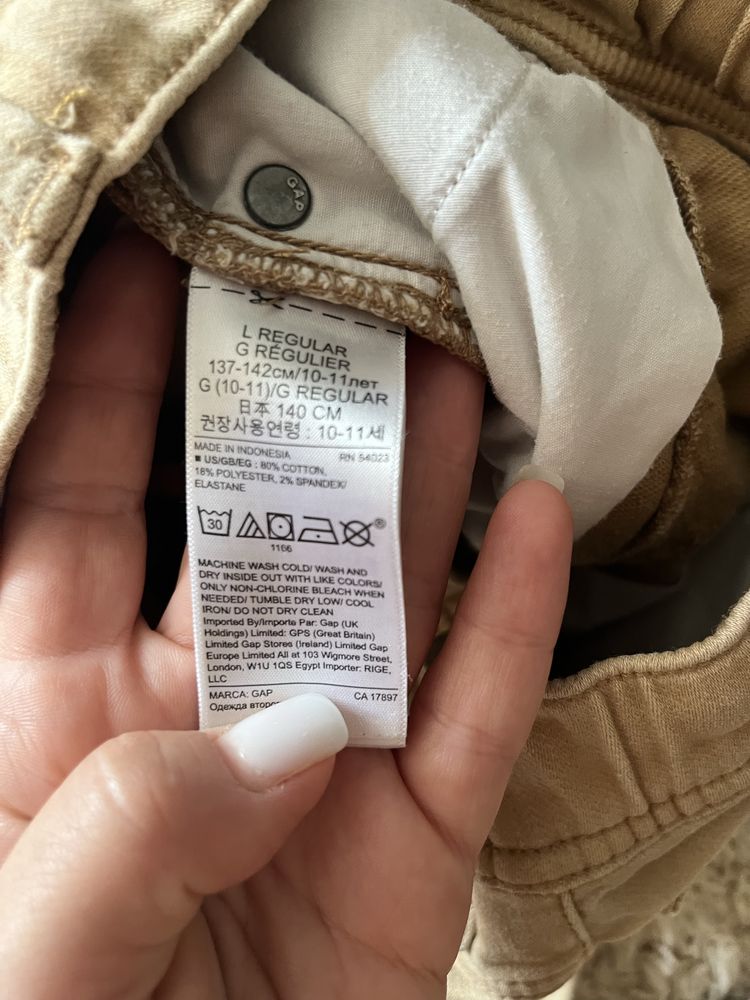 GAP
L REGULAR
G RÉGULIER
137-142см/10-11лет
G (10-11)/G REGULAR
日本 140 CM
권장사용연령 : 10-11세
MADE IN INDONESIA RN 54023
■ US/GB/EG : 80% COTTON,
18% POLYESTER, 2% SPANDEX/
ELASTANE
30
1166
MACHINE WASH COLD/ WASH AND
DRY INSIDE OUT WITH LIKE COLORS/
ONLY NON-CHLORINE BLEACH WHEN
NEEDED/ TUMBLE DRY LOW/ COOL
IRON/ DO NOT DRY CLEAN
Imported By/Importe Par: Gap (UK
Holdings) Limited: GPS (Great Britain)
Limited Gap Stores (Ireland) Limited Gap
Europe Limited All at 103 Wigmore Street,
London, W1U 1QS Egypt Importer: RIGE,
LLC
MARCA: GAP CA 17897
Одежда